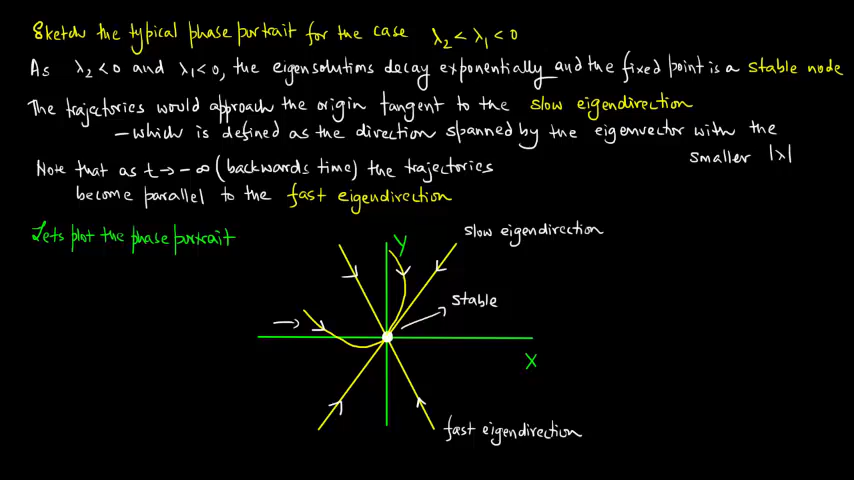 Sketch the typical phase portrait for the case λ₂ < λ₁ < 0
As λ₂ < 0 and λ₁ < 0, the eigensolutions decay exponentially and the fixed point is a stable node
The trajectories would approach the origin tangent to the slow eigendirection
– which is defined as the direction spanned by the eigenvector with the
smaller |λ|
Note that as t → -∞ (backwards time) the trajectories
become parallel to the fast eigendirection
Lets plot the phase portrait
slow eigendirection
Y
stable
X
fast eigendirection